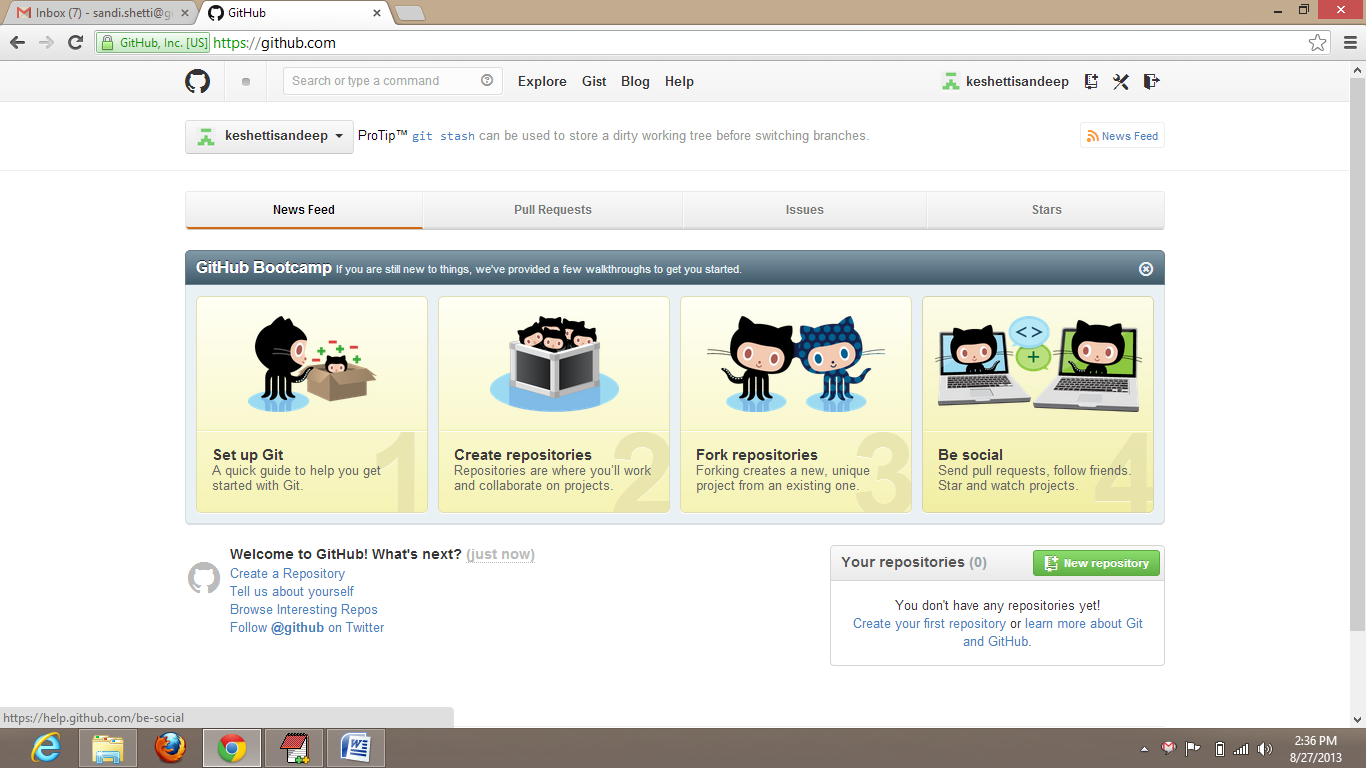 Inbox (7) - sandi.shetti@g
GitHub
GitHub, Inc. [US] https://github.com
Search or type a command
Explore Gist Blog Help
keshettisandeep
keshettisandeep
ProTip™ git stash can be used to store a dirty working tree before switching branches.
News Feed
News Feed
Pull Requests
Issues
Stars
GitHub Bootcamp If you are still new to things, we've provided a few walkthroughs to get you started.
1
Set up Git
A quick guide to help you get
started with Git.
2
Create repositories
Repositories are where you'll work
and collaborate on projects.
3
Fork repositories
Forking creates a new, unique
project from an existing one.
4
Be social
Send pull requests, follow friends.
Star and watch projects.
Welcome to GitHub! What's next? (just now)
Create a Repository
Tell us about yourself
Browse Interesting Repos
Follow @github on Twitter
Your repositories (0)
New repository
You don't have any repositories yet!
Create your first repository or learn more about Git
and GitHub.
https://help.github.com/be-social
2:36 PM
8/27/2013